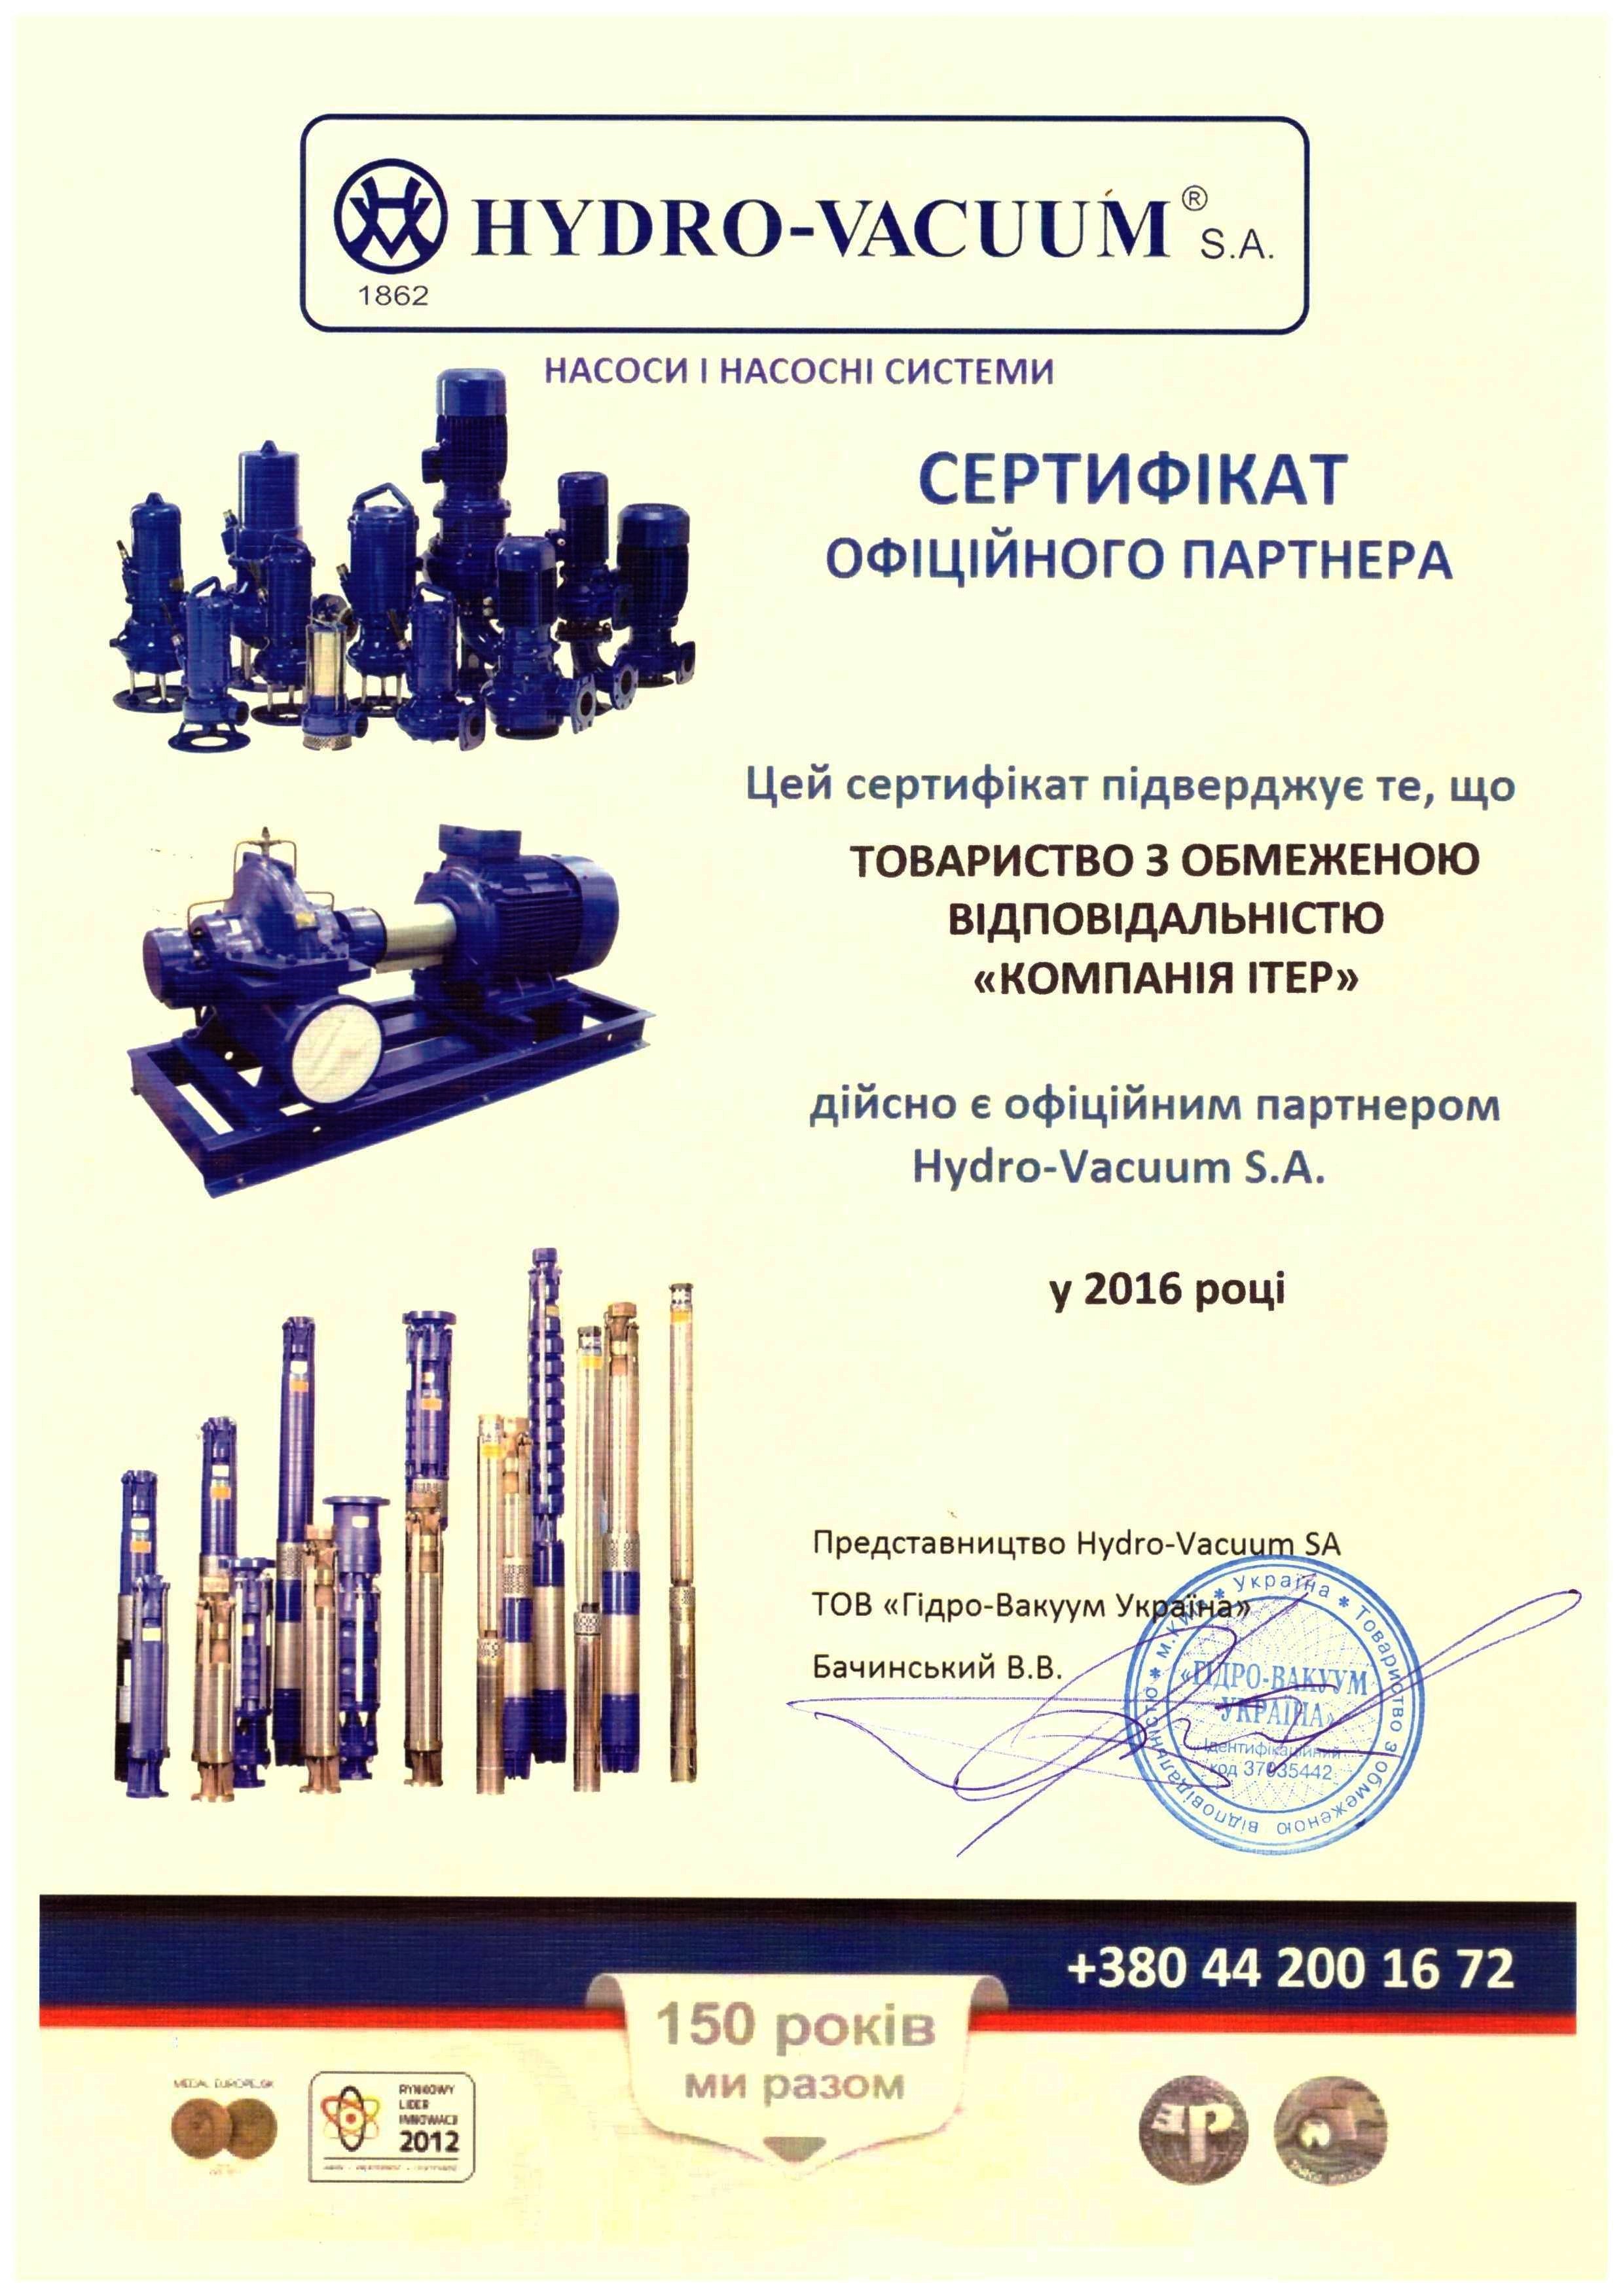 HYDRO-VACUUM ® S.A.
1862
НАСОСИ І НАСОСНІ СИСТЕМИ
СЕРТИФІКАТ
ОФІЦІЙНОГО ПАРТНЕРА
Цей сертифікат підверджує те, що
ТОВАРИСТВО З ОБМЕЖЕНОЮ
ВІДПОВІДАЛЬНІСТЮ
«КОМПАНІЯ ІТЕР»
дійсно є офіційним партнером
Hydro-Vacuum S.A.
у 2016 році
Представництво Hydro-Vacuum SA
ТОВ «Гідро-Вакуум Україна»
Бачинський В.В.
м.Київ * Україна * Товариство з обмеженою відповідальністю *
«ГІДРО-ВАКУУМ
УКРАЇНА»
Ідентифікаційний
код 37035442
+380 44 200 16 72
150 років
ми разом
MEDAL EUROPEJSKI
RYNKOWY
LIDER
INNOWACJI
2012